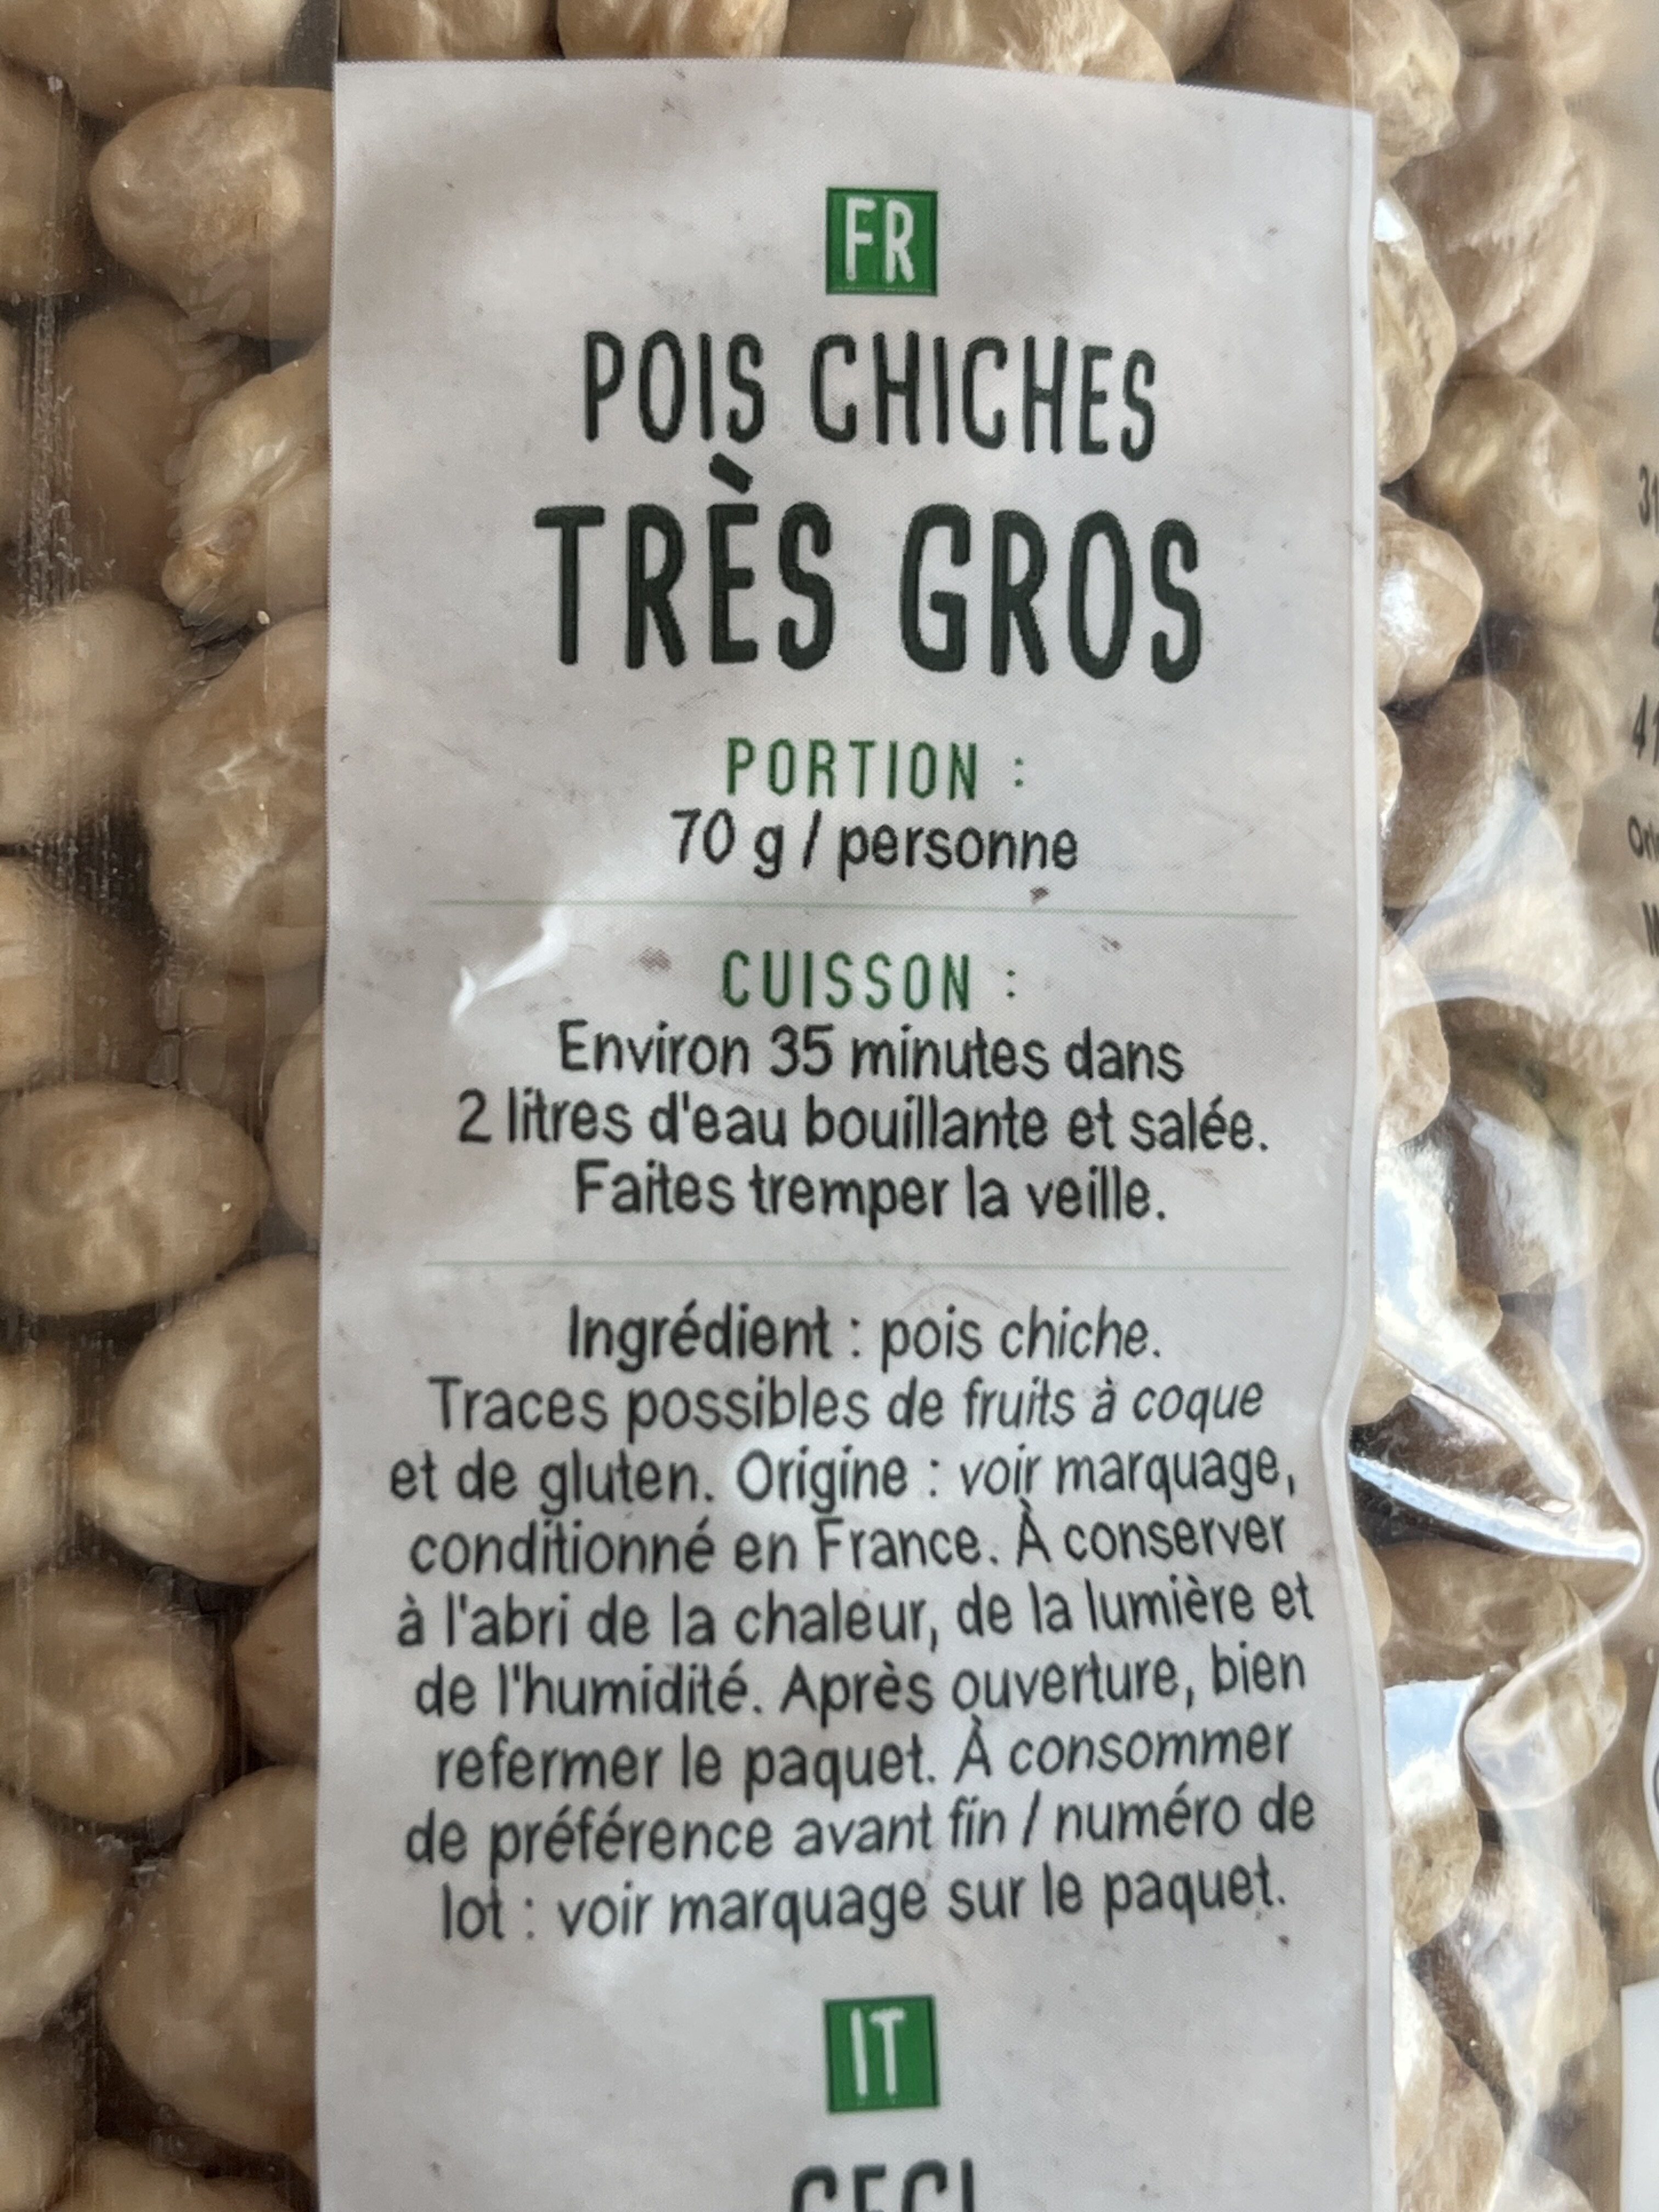 FR
POIS CHICHES
TRÈS GROS
PORTION :
70 g / personne
CUISSON :
Environ 35 minutes dans
2 litres d'eau bouillante et salée.
Faites tremper la veille.
Ingrédient : pois chiche.
Traces possibles de fruits à coque
et de gluten. Origine : voir marquage,
conditionné en France. À conserver
à l'abri de la chaleur, de la lumière et
de l'humidité. Après ouverture, bien
refermer le paquet. À consommer
de préférence avant fin / numéro de
lot : voir marquage sur le paquet.
IT
CECI